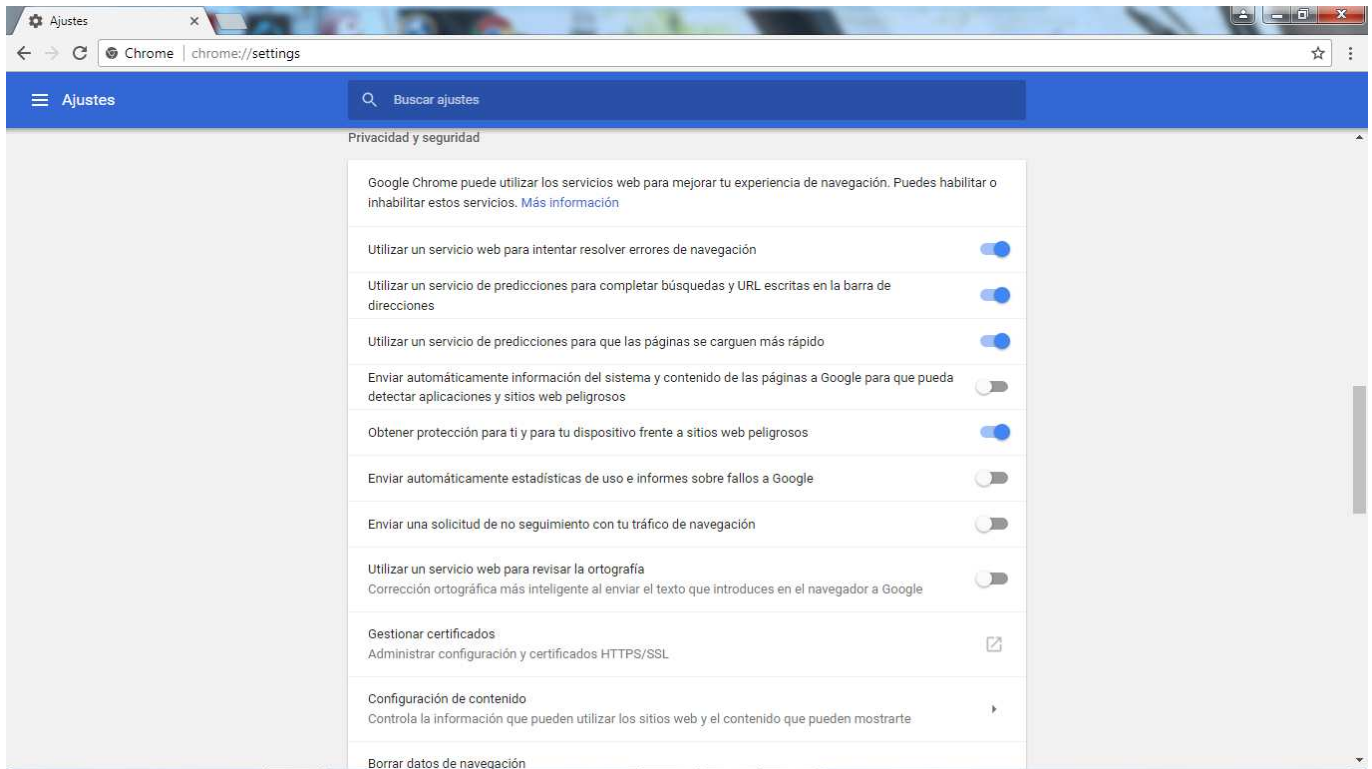 Ajustes
Chrome | chrome://settings
Ajustes
Buscar ajustes
Privacidad y seguridad
Google Chrome puede utilizar los servicios web para mejorar tu experiencia de navegación. Puedes habilitar o
inhabilitar estos servicios. Más información
Utilizar un servicio web para intentar resolver errores de navegación
Utilizar un servicio de predicciones para completar búsquedas y URL escritas en la barra de
direcciones
Utilizar un servicio de predicciones para que las páginas se carguen más rápido
Enviar automáticamente información del sistema y contenido de las páginas a Google para que pueda
detectar aplicaciones y sitios web peligrosos
Obtener protección para ti y para tu dispositivo frente a sitios web peligrosos
Enviar automáticamente estadísticas de uso e informes sobre fallos a Google
Enviar una solicitud de no seguimiento con tu tráfico de navegación
Utilizar un servicio web para revisar la ortografía
Corrección ortográfica más inteligente al enviar el texto que introduces en el navegador a Google
Gestionar certificados
Administrar configuración y certificados HTTPS/SSL
Configuración de contenido
Controla la información que pueden utilizar los sitios web y el contenido que pueden mostrarte
Borrar datos de navegación